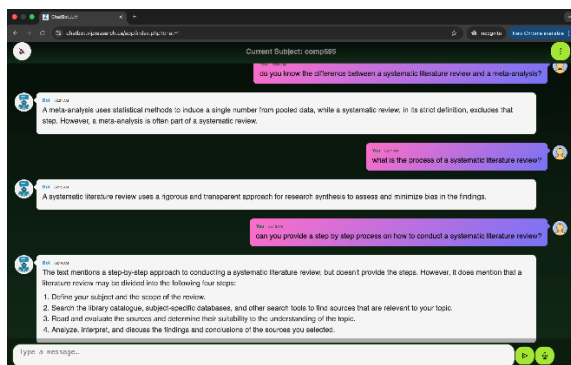 Current Subject: comp695
do you know the difference between a systematic literature review and a meta-analysis?
Bot
A meta-analysis uses statistical methods to induce a single number from pooled data, while a systematic review, in its strict definition, excludes that
step. However, a meta-analysis is often part of a systematic review.
You
what is the process of a systematic literature review?
Bot
A systematic literature review uses a rigorous and transparent approach for research synthesis to assess and minimize bias in the findings.
You
can you provide a step by step process on how to conduct a systematic literature review?
Bot
The text mentions a step-by-step approach to conducting a systematic literature review, but doesn't provide the steps. However, it does mention that a
literature review may be divided into the following four steps:
1. Define your subject and the scope of the review.
2. Search the library catalogue, subject-specific databases, and other search tools to find sources that are relevant to your topic.
3. Read and evaluate the sources and determine their suitability to the understanding of the topic.
4. Analyze, interpret, and discuss the findings and conclusions of the sources you selected.
Type a message…